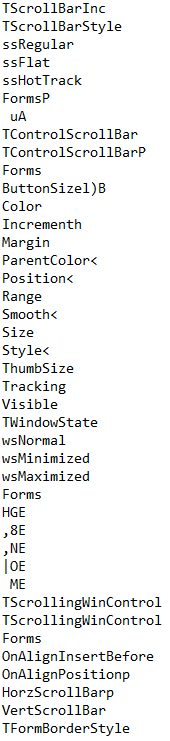 TScrollBarInc
TScrollBarStyle
ssRegular
ssFlat
ssHotTrack
FormsP
 uA
TControlScrollBar
TControlScrollBarP
Forms
ButtonSizel)B
Color
Incrementh
Margin
ParentColor<
Position<
Range
Smooth<
Size
Style<
ThumbSize
Tracking
Visible
TWindowState
wsNormal
wsMinimized
wsMaximized
Forms
HGE
,8E
,NE
|OE
 ME
TScrollingWinControl
TScrollingWinControl
Forms
OnAlignInsertBefore
OnAlignPositionp
HorzScrollBarp
VertScrollBar
TFormBorderStyle